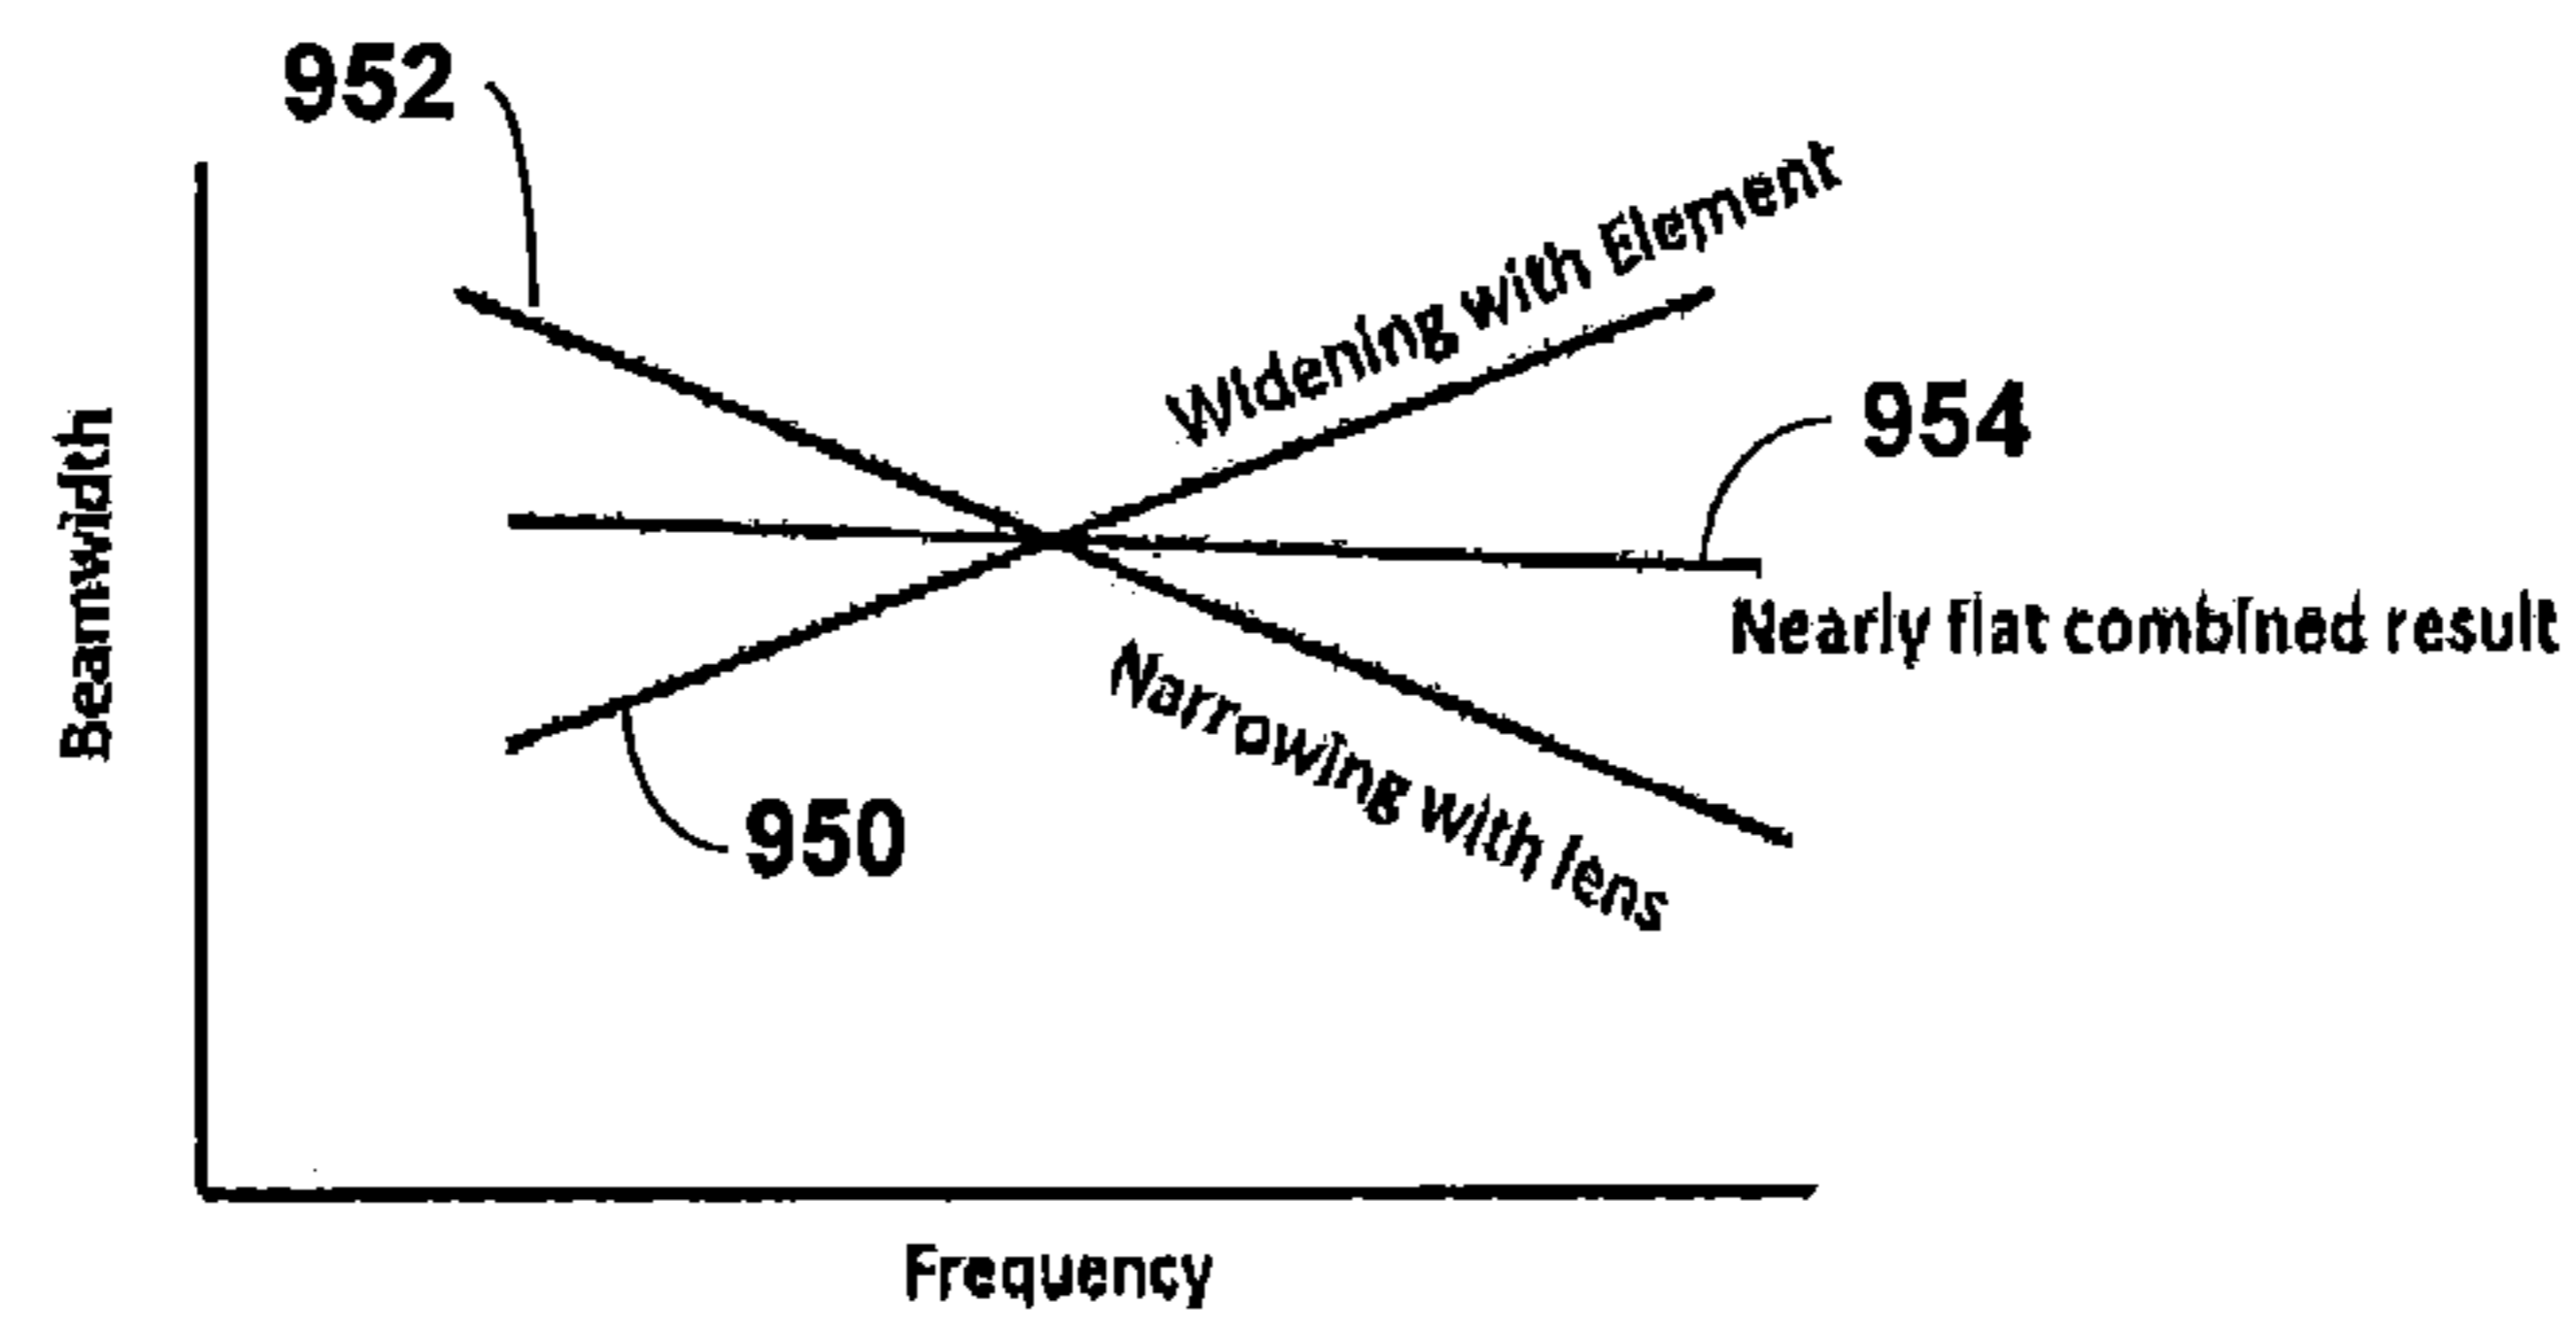 952
Widening with Element
954
Beamwidth
Nearly flat combined result
Narrowing with lens
950
Frequency